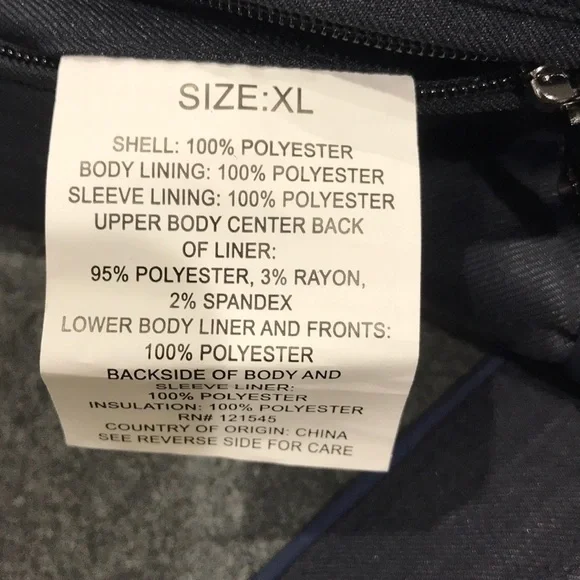 SIZE:XL
SHELL: 100% POLYESTER
BODY LINING: 100% POLYESTER
SLEEVE LINING: 100% POLYESTER
UPPER BODY CENTER BACK
OF LINER:
95% POLYESTER, 3% RAYON,
2% SPANDEX
LOWER BODY LINER AND FRONTS:
100% POLYESTER
BACKSIDE OF BODY AND
SLEEVE LINER:
100% POLYESTER
INSULATION: 100% POLYESTER
RN# 121545
COUNTRY OF ORIGIN: CHINA
SEE REVERSE SIDE FOR CARE